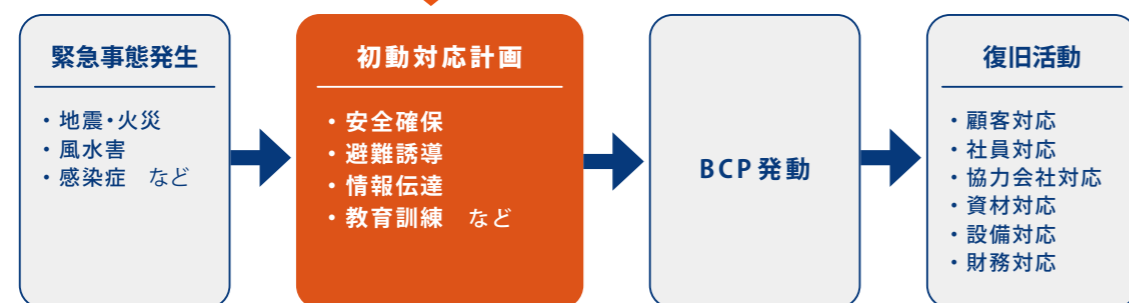 緊急事態発生
・地震・火災
・風水害
・感染症 など
初動対応計画
・安全確保
・避難誘導
・情報伝達
・教育訓練 など
BCP発動
復旧活動
・顧客対応
・社員対応
・協力会社対応
・資材対応
・設備対応
・財務対応